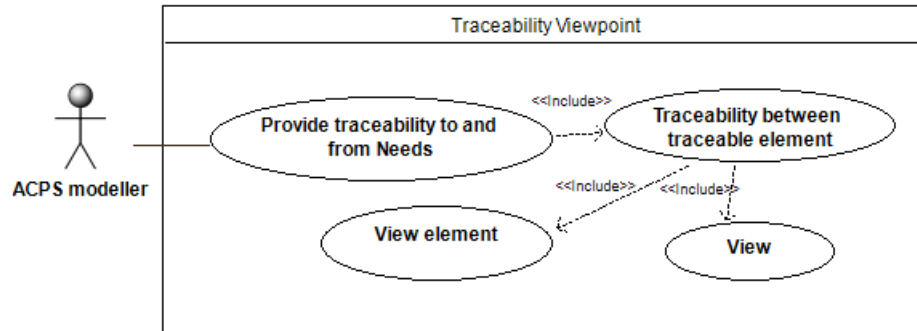 Traceability Viewpoint
<<Include>>
Provide traceability to and
from Needs
Traceability between
traceable element
ACPS modeller
<<Include>>
<<Include>>
View element
View